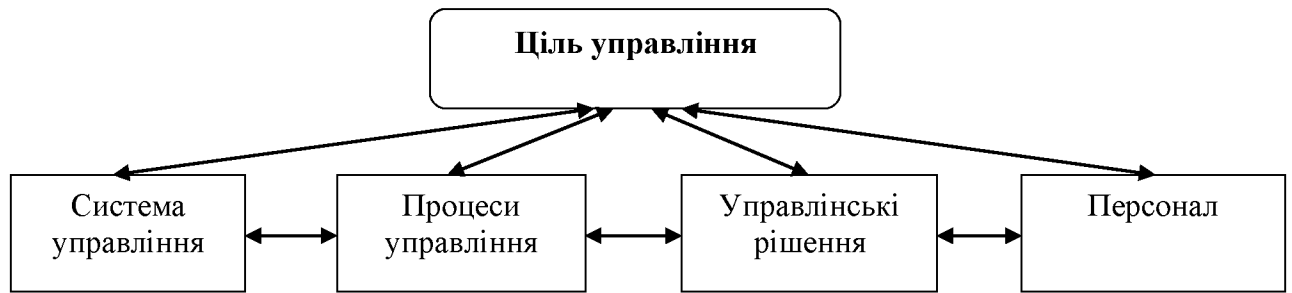 Ціль управління
Система
управління
Процеси
управління
Управлінські
рішення
Персонал